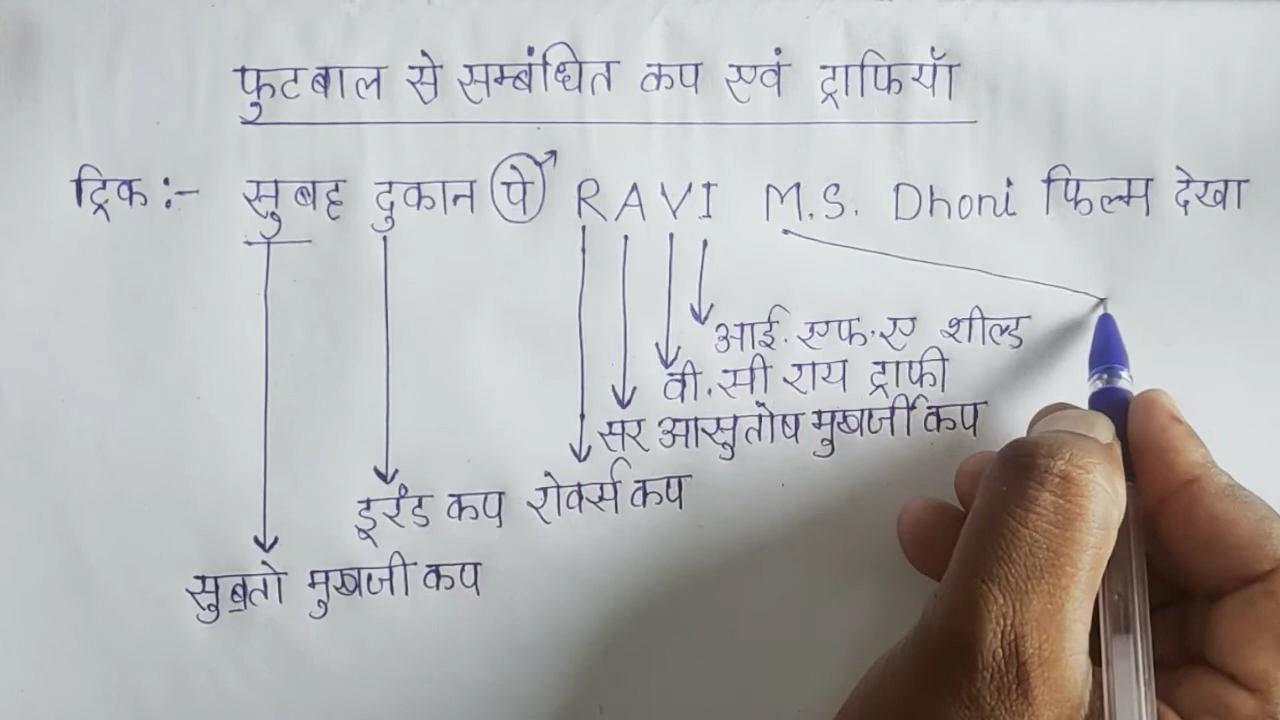 फुटबाल से सम्बंधित कप एवं ट्राफियाँ
ट्रिक :- सुबह दुकान पे RAVI M.S. Dhoni फिल्म देखा
आई.एफ.ए शील्ड
वी.सी राय ट्राफी
सर आसुतोष मुखर्जी कप
डूरंड कप रोवर्स कप
सुब्रतो मुखर्जी कप